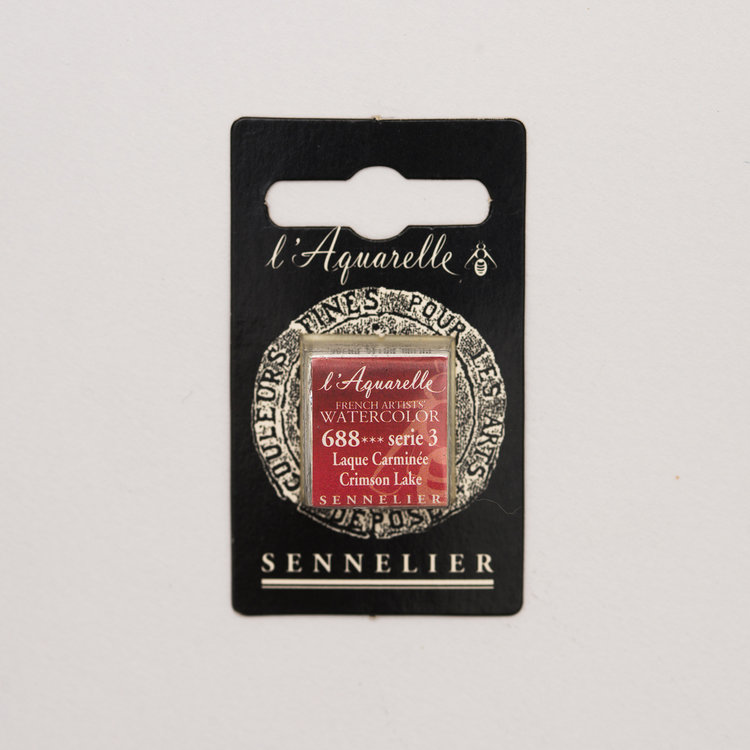 l'Aquarelle
COULEURS FINES POUR LES ARTS
l'Aquarelle
FRENCH ARTISTS'
WATERCOLOR
688*** serie 3
Laque Carminée
Crimson Lake
SENNELIER
DÉPOSÉ
SENNELIER